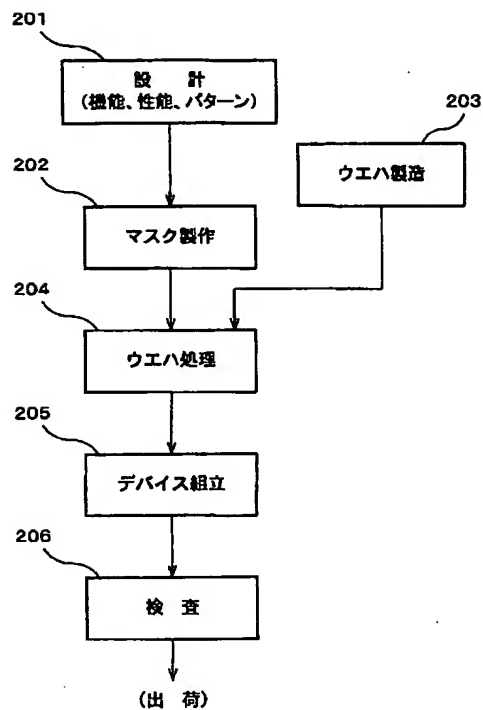 201
設 計
(機能、性能、パターン)
203
ウエハ製造
202
マスク製作
204
ウエハ処理
205
デバイス組立
206
検 査
(出 荷)